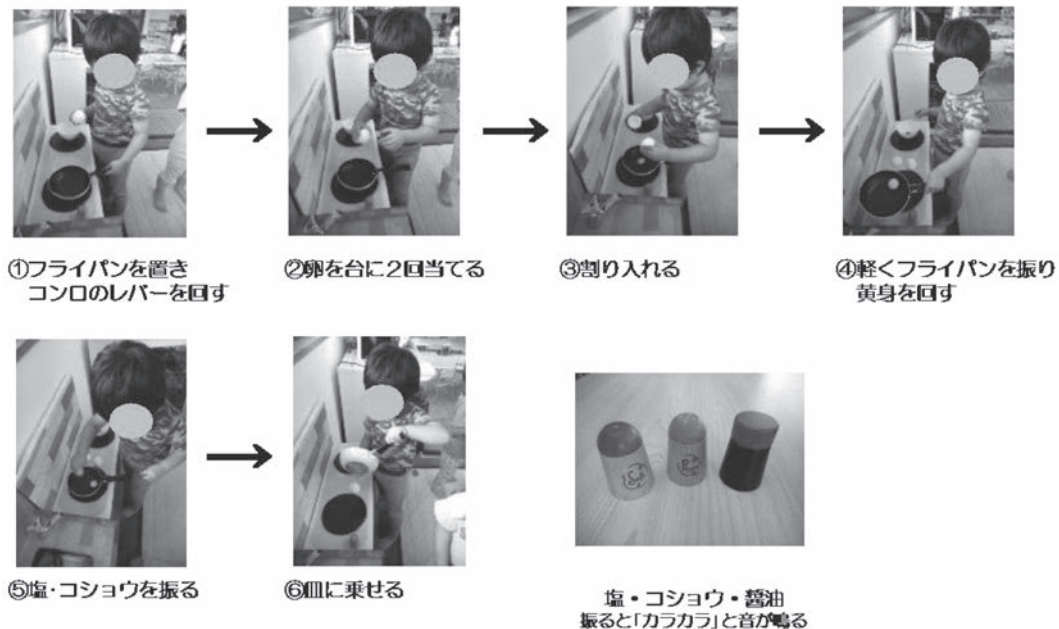 ①フライパンを置き
コンロのレバーを回す
②卵を台に2回当てる
③割り入れる
④軽くフライパンを振り
黄身を回す
⑤塩・コショウを振る
⑥皿に乗せる
塩・コショウ・醤油
振ると「カラカラ」と音が鳴る